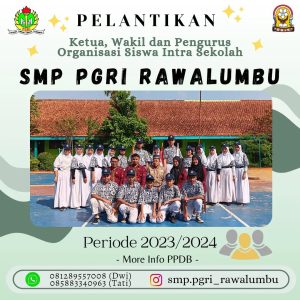 PELANTIKAN
Ketua, Wakil dan Pengurus
Organisasi Siswa Intra Sekolah
SMP PGRI RAWALUMBU
Periode 2023/2024
- More Info PPDB -
081289557008 (Dwi)
085883340963 (Tati)
smp.pgri_rawalumbu